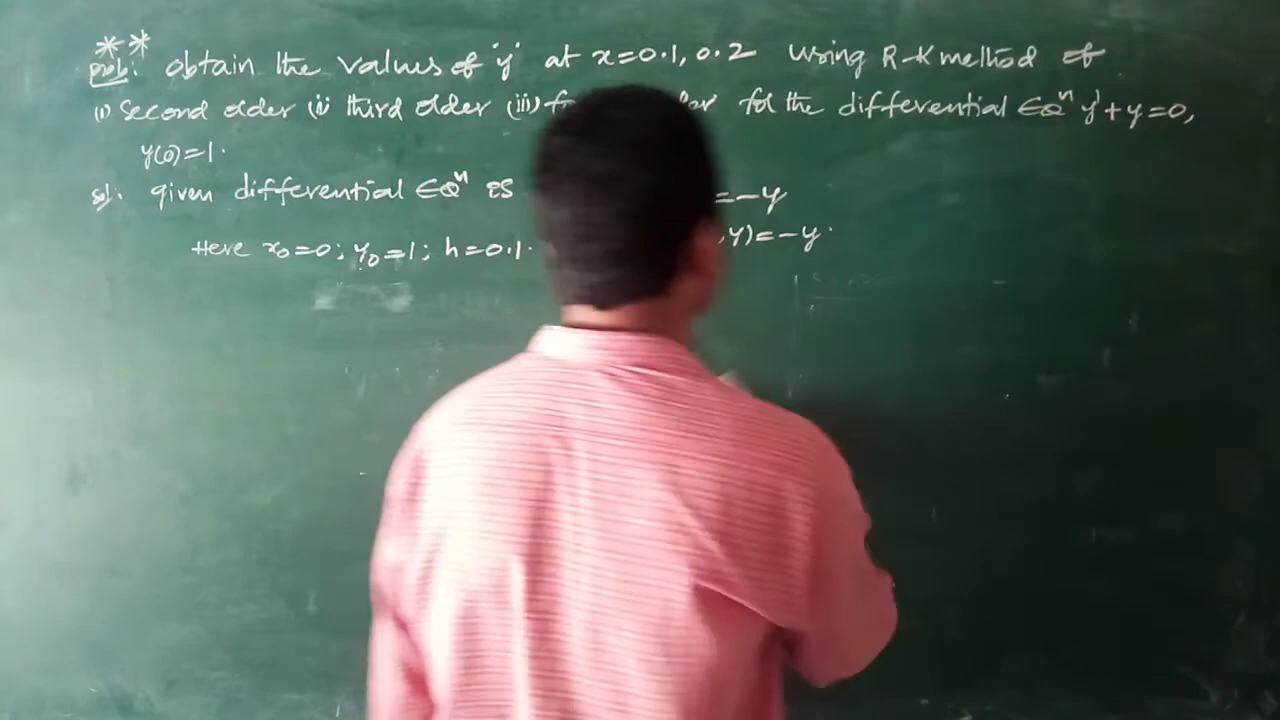 **
prob: obtain the values of 'y' at x=0.1, 0.2 using R-K method of
(i) Second order (ii) third order (iii) for the differential EQⁿ y'+y=0,
y(0)=1.
sol. given differential EQⁿ is =-y
Here x₀=0; y₀=1; h=0.1. ,y)=-y.